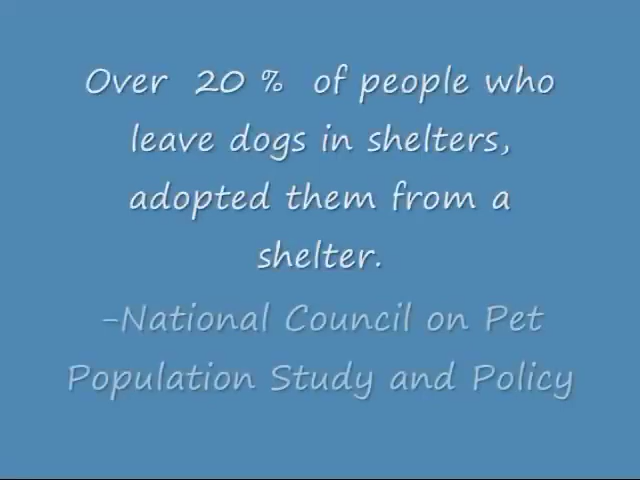 Over 20 % of people who
leave dogs in shelters,
adopted them from a
shelter.
-National Council on Pet
Population Study and Policy